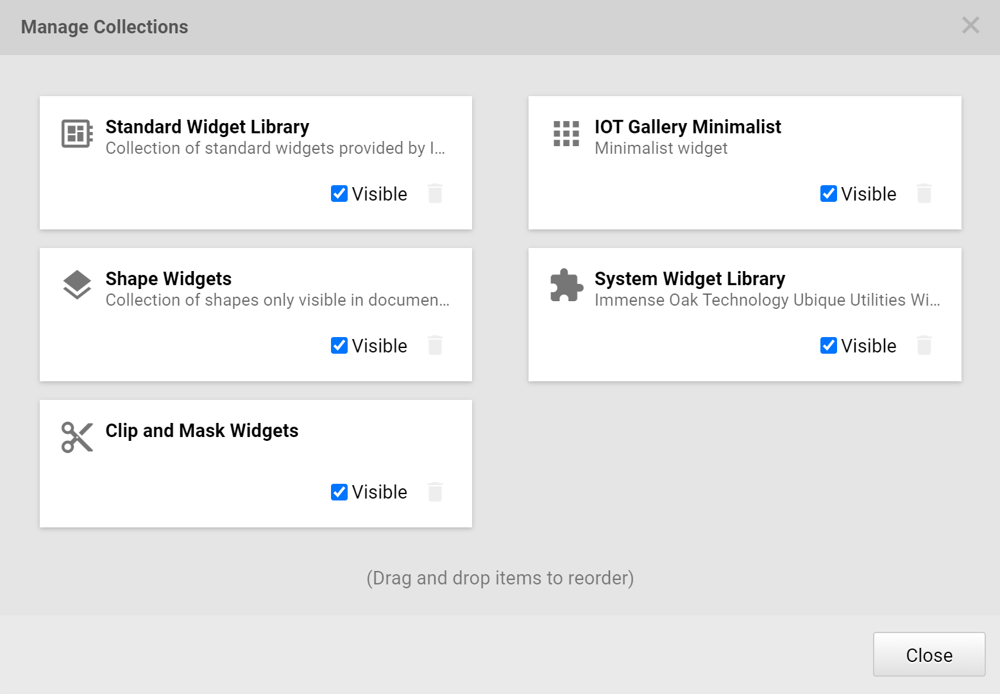 Manage Collections
Standard Widget Library
Collection of standard widgets provided by I...
Visible
IOT Gallery Minimalist
Minimalist widget
Visible
Shape Widgets
Collection of shapes only visible in documen...
Visible
System Widget Library
Immense Oak Technology Ubique Utilities Wi...
Visible
Clip and Mask Widgets
Visible
(Drag and drop items to reorder)
Close